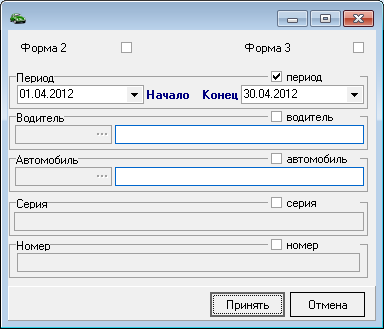 Форма 2 Форма 3
Период период
01.04.2012 Начало Конец 30.04.2012
Водитель водитель
...
Автомобиль автомобиль
...
Серия серия
Номер номер
Принять Отмена